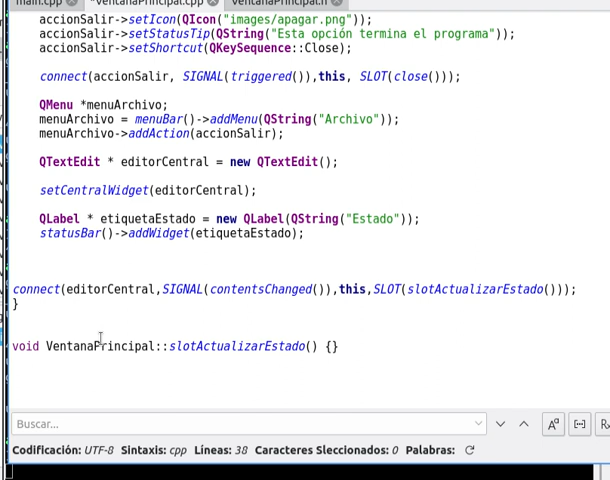 main.cpp *VentanaPrincipal.cpp VentanaPrincipal.h
accionSalir->setIcon(QIcon("images/apagar.png"));
accionSalir->setStatusTip(QString("Esta opción termina el programa"));
accionSalir->setShortcut(QKeySequence::Close);
connect(accionSalir, SIGNAL(triggered()),this, SLOT(close()));
QMenu *menuArchivo;
menuArchivo = menuBar()->addMenu(QString("Archivo"));
menuArchivo->addAction(accionSalir);
QTextEdit * editorCentral = new QTextEdit();
setCentralWidget(editorCentral);
QLabel * etiquetaEstado = new QLabel(QString("Estado"));
statusBar()->addWidget(etiquetaEstado);
connect(editorCentral,SIGNAL(contentsChanged()),this,SLOT(slotActualizarEstado()));
}
void VentanaPrincipal::slotActualizarEstado() {}
Buscar...
Codificación: UTF-8 Sintaxis: cpp Líneas: 38 Caracteres Sleccionados: 0 Palabras: